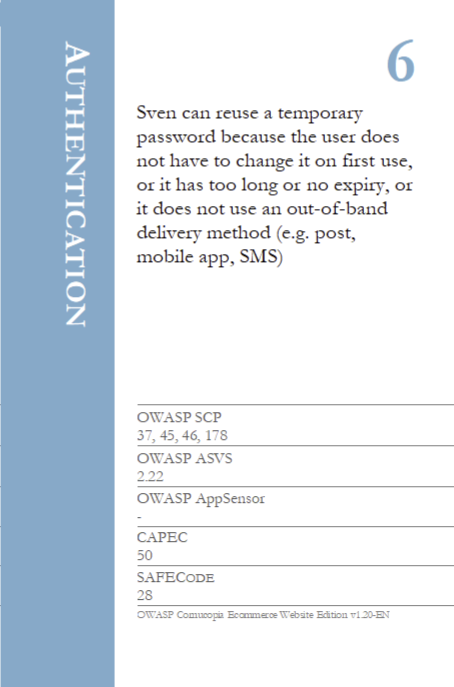 AUTHENTICATION
6
Sven can reuse a temporary
password because the user does
not have to change it on first use,
or it has too long or no expiry, or
it does not use an out-of-band
delivery method (e.g. post,
mobile app, SMS)
OWASP SCP
37, 45, 46, 178
OWASP ASVS
2.22
OWASP AppSensor
-
CAPEC
50
SAFECODE
28
OWASP Cornucopia Ecommerce Website Edition v1.20-EN